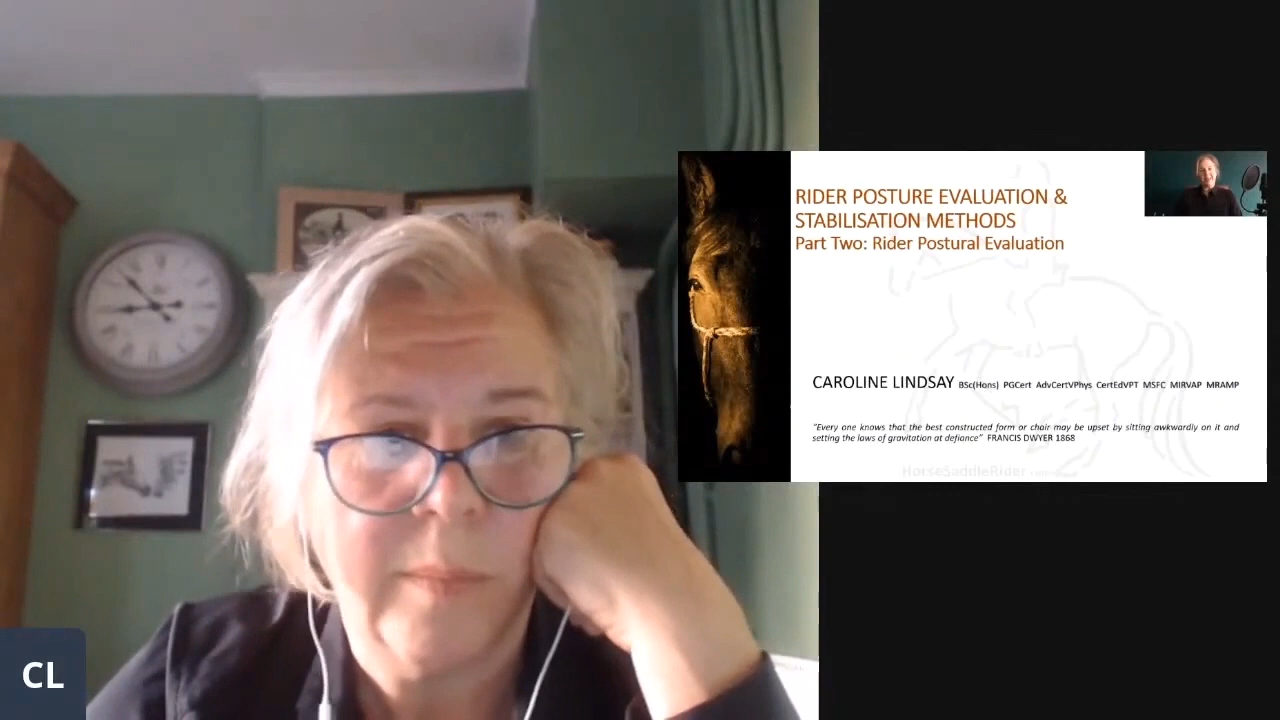 RIDER POSTURE EVALUATION &
STABILISATION METHODS
Part Two: Rider Postural Evaluation
CAROLINE LINDSAY BSc(Hons) PGCert AdvCertVPhys CertEdVPT MSFC MIRVAP MRAMP
"Every one knows that the best constructed form or chair may be upset by sitting awkwardly on it and
setting the laws of gravitation at defiance" FRANCIS DWYER 1868
HorseSaddleRider
CL